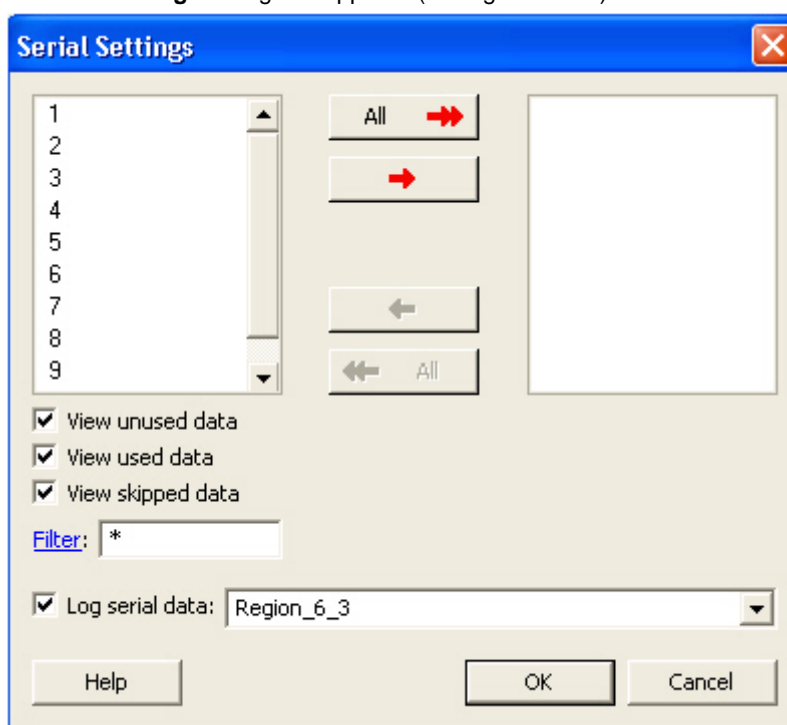 Serial Settings
1
2
3
4
5
6
7
8
9
All
All
View unused data
View used data
View skipped data
Filter: *
Log serial data: Region_6_3
Help
OK
Cancel